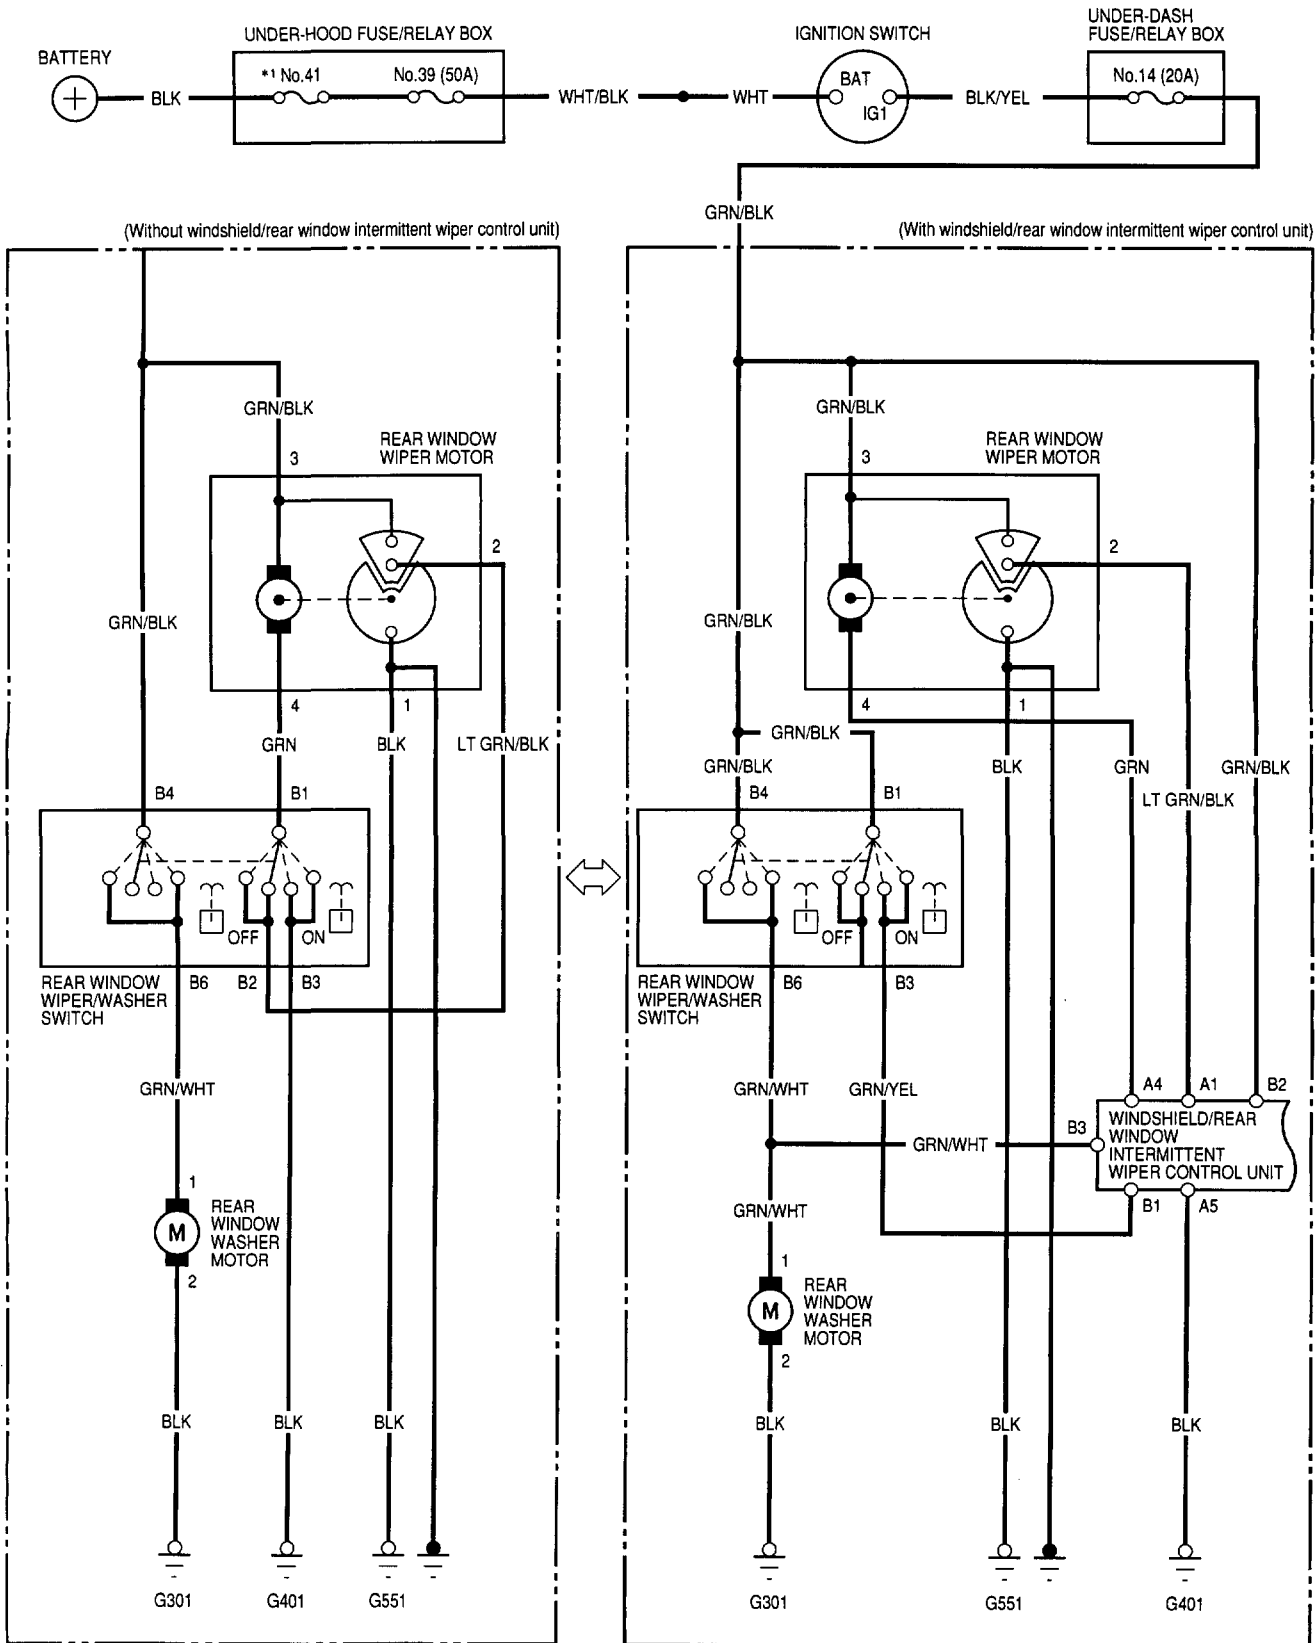 UNDER-HOOD FUSE/RELAY BOX
IGNITION SWITCH
UNDER-DASH
FUSE/RELAY BOX
BATTERY
*1 No.41
No.39 (50A)
BAT
IG1
No.14 (20A)
+
BLK
WHT/BLK
WHT
BLK/YEL
GRN/BLK
(Without windshield/rear window intermittent wiper control unit)
GRN/BLK
REAR WINDOW
WIPER MOTOR
3
2
GRN/BLK
4
1
GRN
BLK
LT GRN/BLK
B4
B1
OFF
ON
REAR WINDOW
WIPER/WASHER
SWITCH
B6
B2
B3
GRN/WHT
1
REAR
WINDOW
WASHER
MOTOR
M
2
BLK
BLK
BLK
G301
G401
G551
(With windshield/rear window intermittent wiper control unit)
GRN/BLK
REAR WINDOW
WIPER MOTOR
3
2
GRN/BLK
4
1
GRN/BLK
GRN/BLK
BLK
GRN
GRN/BLK
LT GRN/BLK
B4
B1
OFF
ON
REAR WINDOW
WIPER/WASHER
SWITCH
B6
B3
GRN/WHT
GRN/YEL
A4
A1
B2
B3
GRN/WHT
WINDSHIELD/REAR
WINDOW
INTERMITTENT
WIPER CONTROL UNIT
B1
A5
GRN/WHT
1
REAR
WINDOW
WASHER
MOTOR
M
2
BLK
BLK
BLK
G301
G551
G401